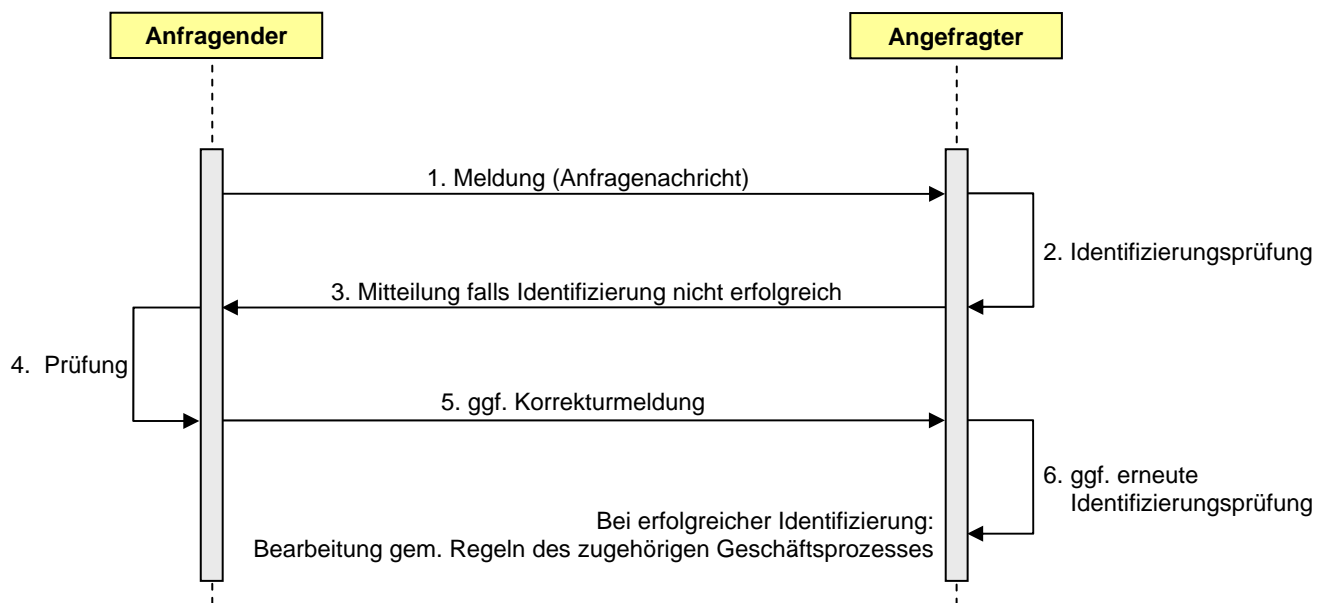 Anfragender
Angefragter
1. Meldung (Anfragenachricht)
2. Identifizierungsprüfung
3. Mitteilung falls Identifizierung nicht erfolgreich
4. Prüfung
5. ggf. Korrekturmeldung
6. ggf. erneute
Identifizierungsprüfung
Bei erfolgreicher Identifizierung:
Bearbeitung gem. Regeln des zugehörigen Geschäftsprozesses